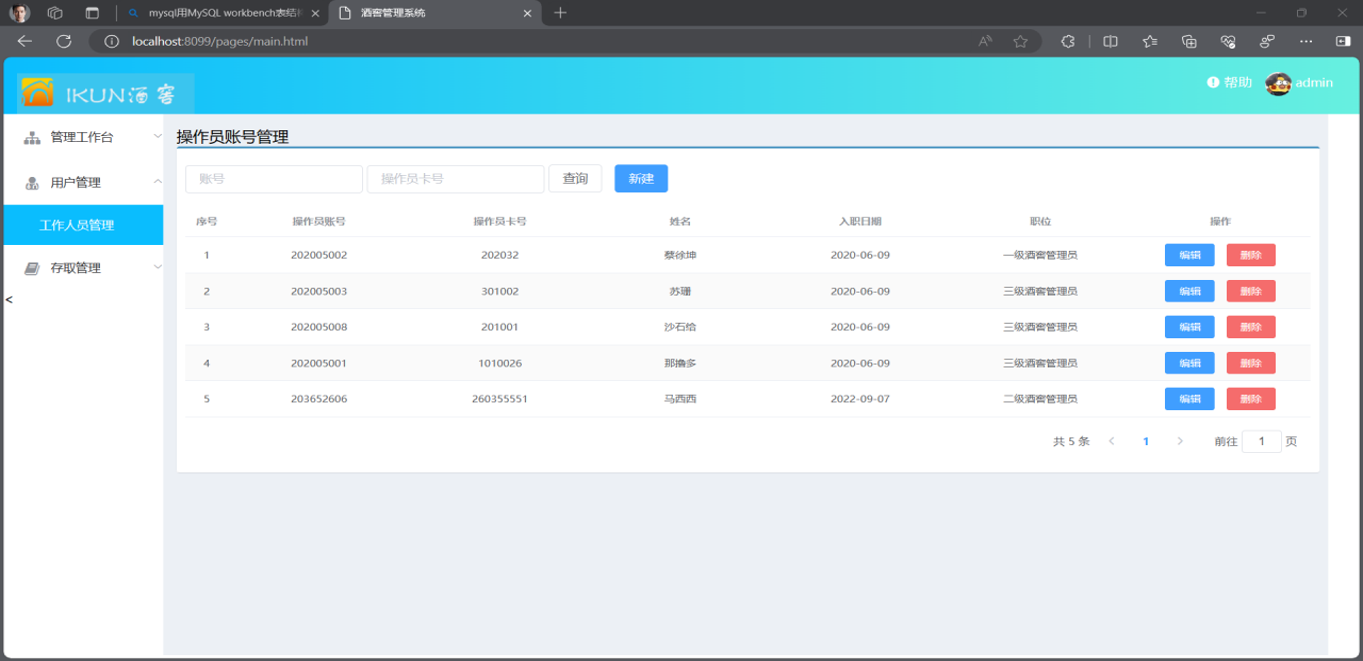 mysql用MySQL workbench表结
酒窖管理系统
localhost:8099/pages/main.html
IKUN酒窖
帮助 admin
管理工作台
用户管理
工作人员管理
存取管理
<
操作员账号管理
账号 操作员卡号 查询 新建
序号 操作员账号 操作员卡号 姓名 入职日期 职位 操作
1 202005002 202032 蔡徐坤 2020-06-09 一级酒窖管理员 编辑 删除
2 202005003 301002 苏珊 2020-06-09 三级酒窖管理员 编辑 删除
3 202005008 201001 沙石给 2020-06-09 三级酒窖管理员 编辑 删除
4 202005001 1010026 那撸多 2020-06-09 三级酒窖管理员 编辑 删除
5 203652606 260355551 马西西 2022-09-07 二级酒窖管理员 编辑 删除
共 5 条 1 前往 1 页